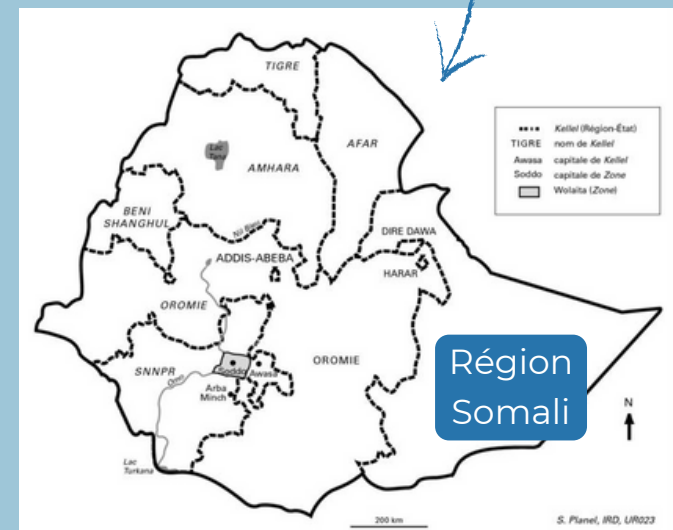 TIGRE
AFAR
Lac
Tana
AMHARA
BENI
SHANGHUL
Nil Bleu
DIRE DAWA
ADDIS-ABEBA
HARAR
OROMIE
SNNPR
Omo
Soddo
Awasa
Arba
Minch
OROMIE
Lac
Turkana
Région
Somali
Kellel (Région-État)
TIGRE nom de Kellel
Awasa capitale de Kellel
Soddo capitale de Zone
Wolaita (Zone)
N
200 km
S. Planel, IRD, UR023